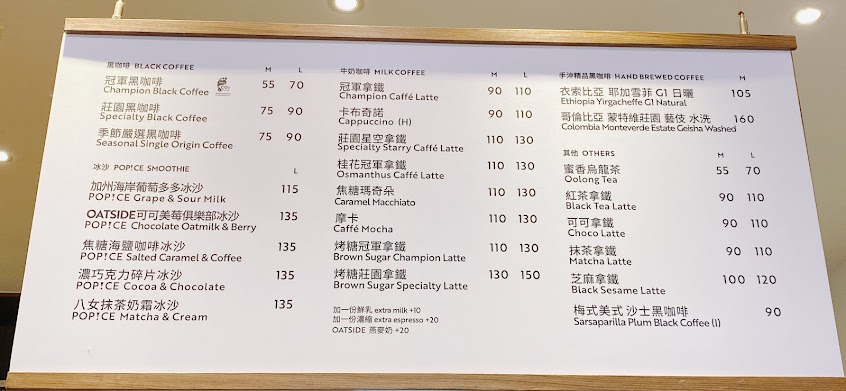 黑咖啡 BLACK COFFEE M L
冠軍黑咖啡 55 70
Champion Black Coffee
莊園黑咖啡 75 90
Specialty Black Coffee
季節嚴選黑咖啡 75 90
Seasonal Single Origin Coffee
冰沙 POP!CE SMOOTHIE L
加州海岸葡萄多多冰沙 115
POP!CE Grape & Sour Milk
OATSIDE可可美莓俱樂部冰沙 135
POP!CE Chocolate Oatmilk & Berry
焦糖海鹽咖啡冰沙 135
POP!CE Salted Caramel & Coffee
濃巧克力碎片冰沙 135
POP!CE Cocoa & Chocolate
八女抹茶奶霜冰沙 135
POP!CE Matcha & Cream
牛奶咖啡 MILK COFFEE M L
冠軍拿鐵 90 110
Champion Caffé Latte
卡布奇諾 90 110
Cappuccino (H)
莊園星空拿鐵 110 130
Specialty Starry Caffé Latte
桂花冠軍拿鐵 110 130
Osmanthus Caffé Latte
焦糖瑪奇朵 110 130
Caramel Macchiato
摩卡 110 130
Caffé Mocha
烤糖冠軍拿鐵 110 130
Brown Sugar Champion Latte
烤糖莊園拿鐵 130 150
Brown Sugar Specialty Latte
加一份鮮乳 extra milk +10
加一份濃縮 extra espresso +20
OATSIDE 燕麥奶 +20
手沖精品黑咖啡 HAND BREWED COFFEE M
衣索比亞 耶加雪菲 G1 日曬 105
Ethiopia Yirgacheffe G1 Natural
哥倫比亞 蒙特維莊園 藝伎 水洗 160
Colombia Monteverde Estate Geisha Washed
其他 OTHERS M L
蜜香烏龍茶 55 70
Oolong Tea
紅茶拿鐵 90 110
Black Tea Latte
可可拿鐵 90 110
Choco Latte
抹茶拿鐵 90 110
Matcha Latte
芝麻拿鐵 100 120
Black Sesame Latte
梅式美式 沙士黑咖啡 90
Sarsaparilla Plum Black Coffee (I)